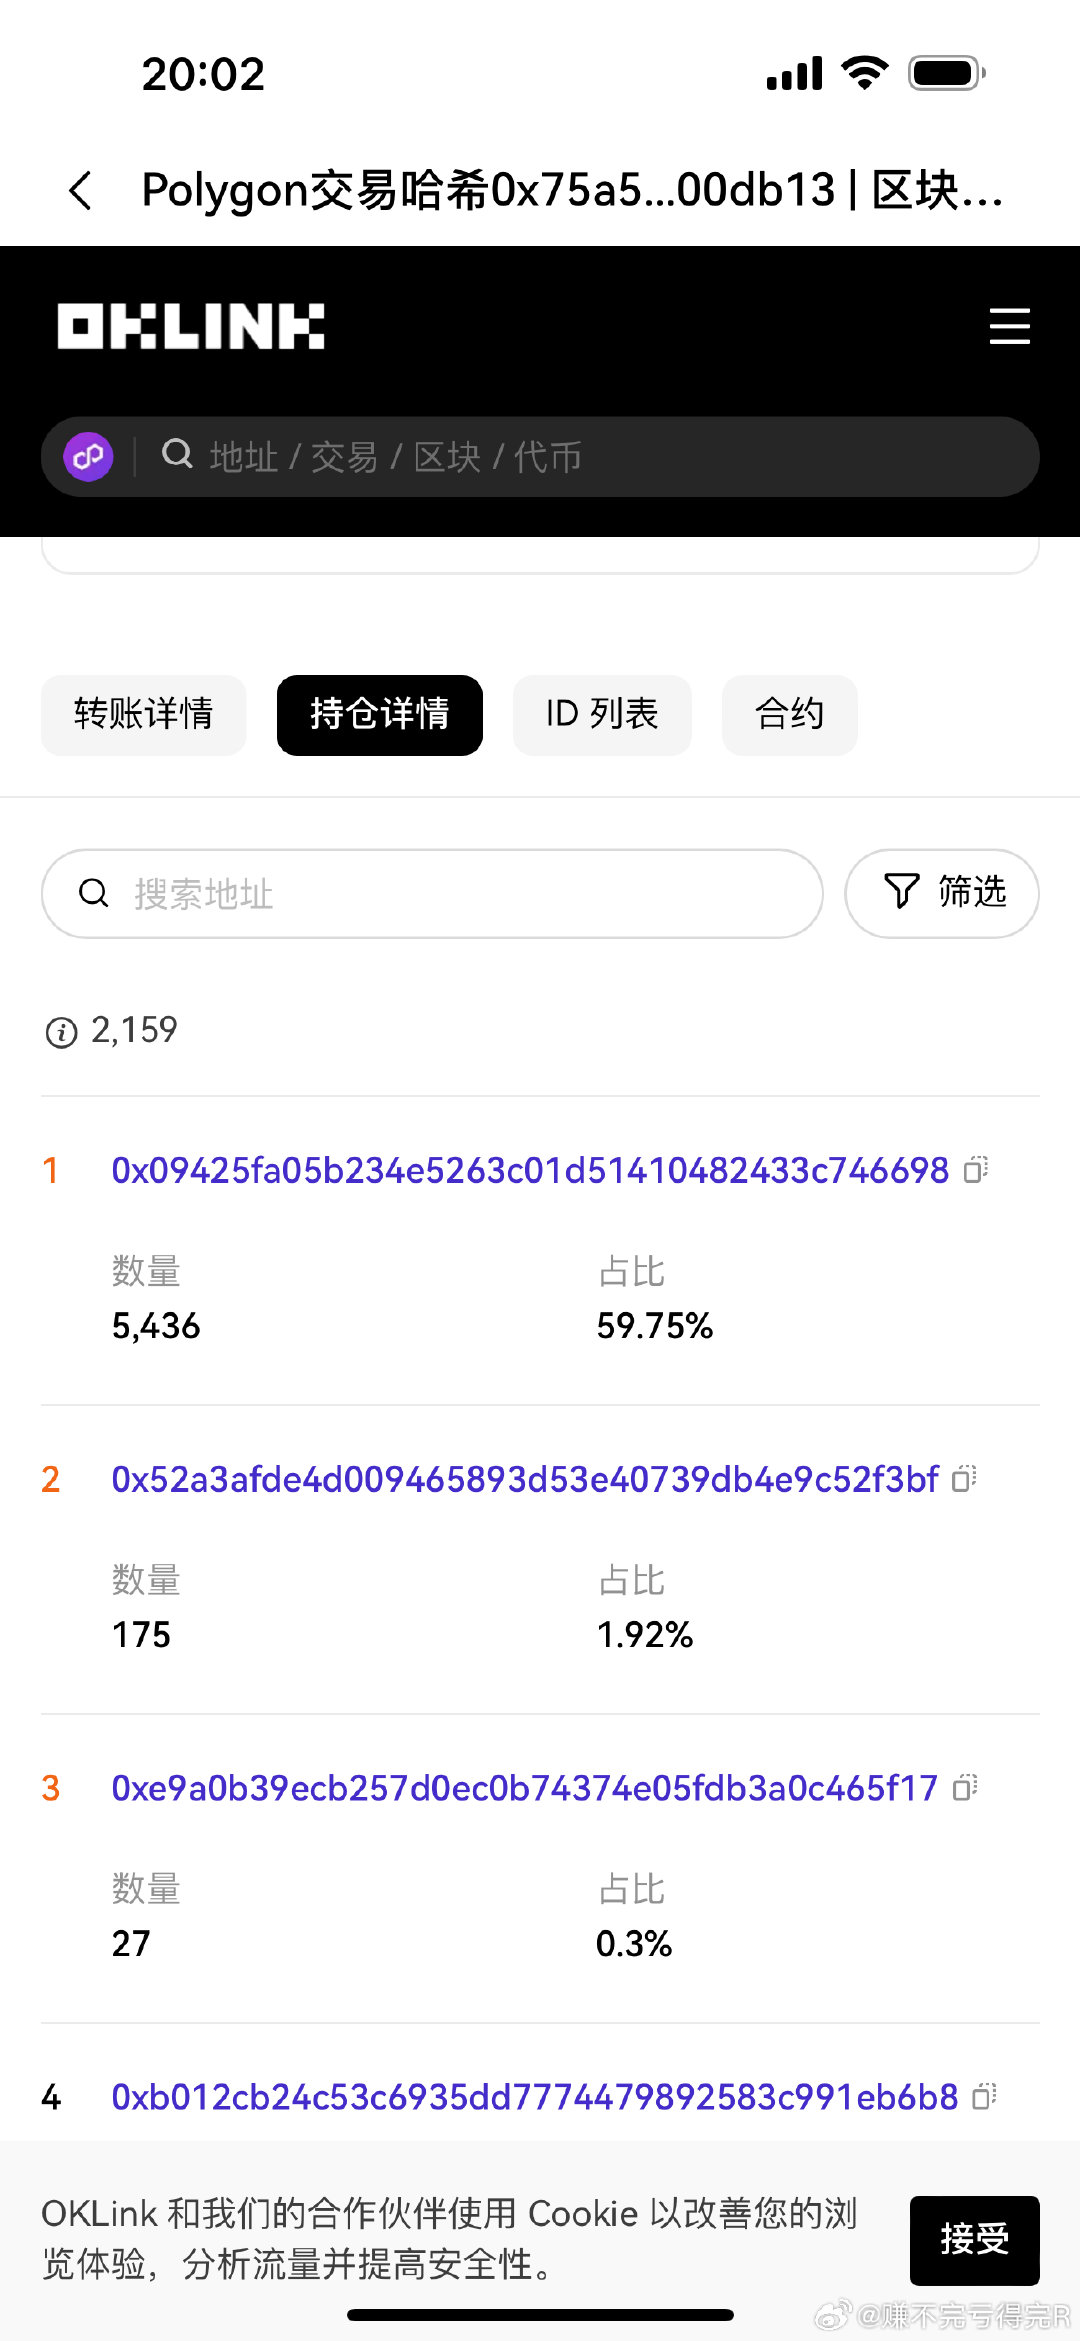 20:02
Polygon交易哈希0x75a5...00db13 | 区块...
OKLINK
地址 / 交易 / 区块 / 代币
转账详情 持仓详情 ID 列表 合约
搜索地址 筛选
2,159
1 0x09425fa05b234e5263c01d51410482433c746698
数量 占比
5,436 59.75%
2 0x52a3afde4d009465893d53e40739db4e9c52f3bf
数量 占比
175 1.92%
3 0xe9a0b39ecb257d0ec0b74374e05fdb3a0c465f17
数量 占比
27 0.3%
4 0xb012cb24c53c6935dd7774479892583c991eb6b8
OKLink 和我们的合作伙伴使用 Cookie 以改善您的浏
览体验，分析流量并提高安全性。
接受
@赚不完亏得完R